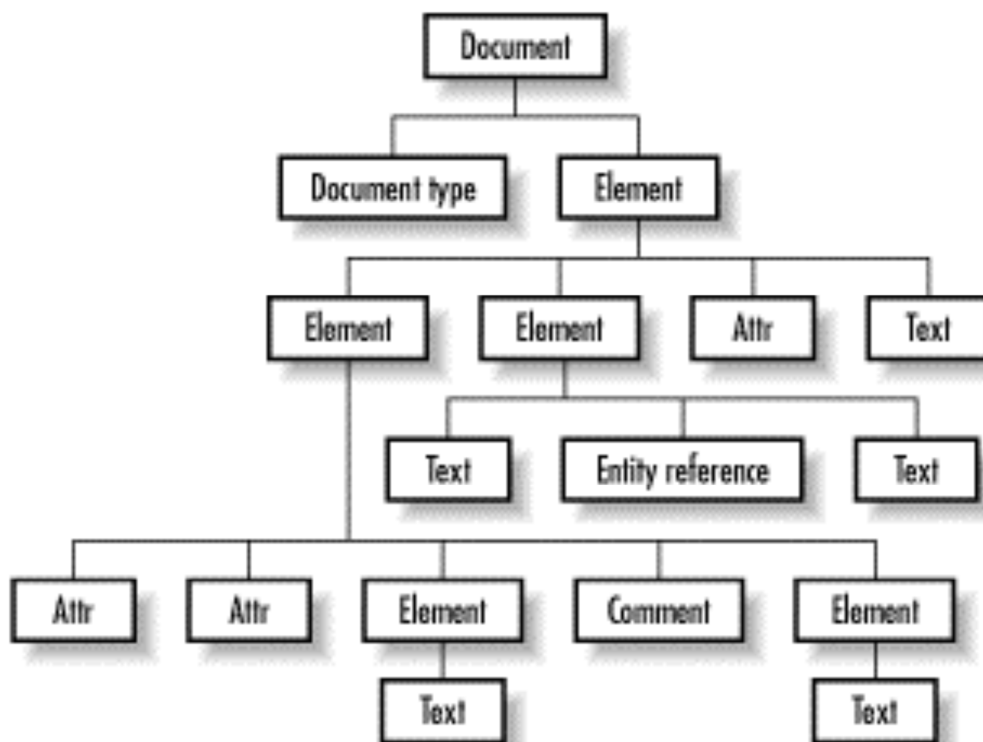 Document
Document type
Element
Element
Element
Attr
Text
Text
Entity reference
Text
Attr
Attr
Element
Comment
Element
Text
Text